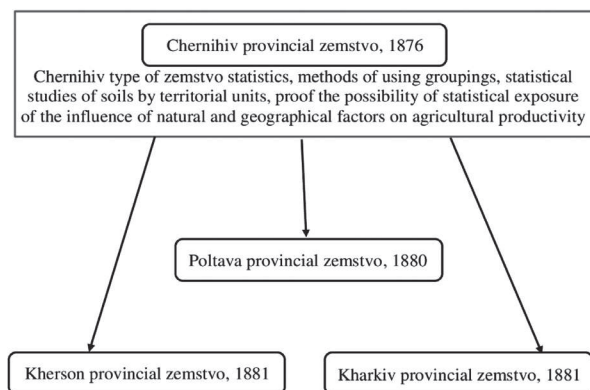 Chernihiv provincial zemstvo, 1876
Chernihiv type of zemstvo statistics, methods of using groupings, statistical
studies of soils by territorial units, proof the possibility of statistical exposure
of the influence of natural and geographical factors on agricultural productivity
Poltava provincial zemstvo, 1880
Kherson provincial zemstvo, 1881
Kharkiv provincial zemstvo, 1881